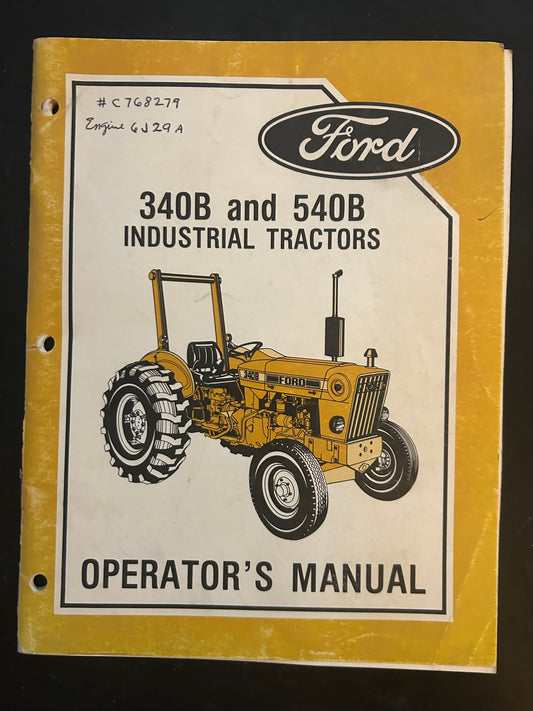 # C768279
Engine 6J29A
Ford
340B and 540B
INDUSTRIAL TRACTORS
340B FORD
OPERATOR'S MANUAL